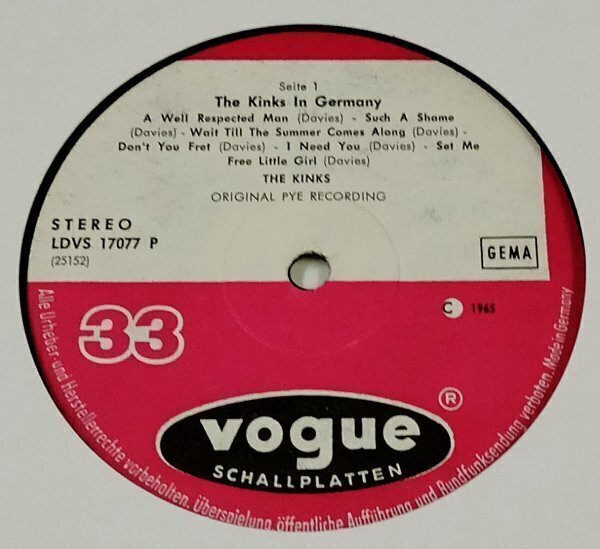 Seite 1
The Kinks In Germany
A Well Respected Man (Davies) - Such A Shame
(Davies) - Wait Till The Summer Comes Along (Davies) -
Don't You Fret (Davies) - I Need You (Davies) - Set Me
Free Little Girl (Davies)
THE KINKS
ORIGINAL PYE RECORDING
STEREO
LDVS 17077 P
(25152)
GEMA
33
C 1965
vogue ®
SCHALLPLATTEN
Alle Urheber- und Herstellerrechte vorbehalten. Überspielung, öffentliche Aufführung und Rundfunksendung verboten. Made in Germany